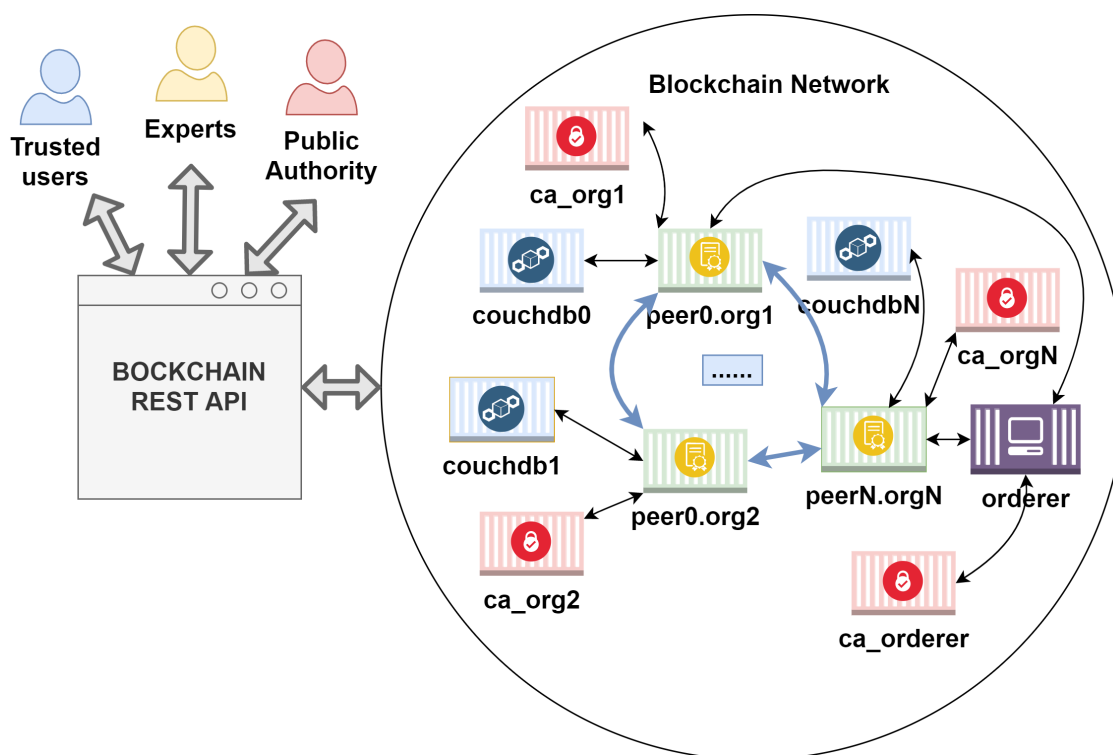 Trusted
users
Experts
Public
Authority
BOCKCHAIN
REST API
Blockchain Network
ca_org1
couchdb0
peer0.org1
couchdbN
ca_orgN
......
couchdb1
peer0.org2
peerN.orgN
orderer
ca_org2
ca_orderer